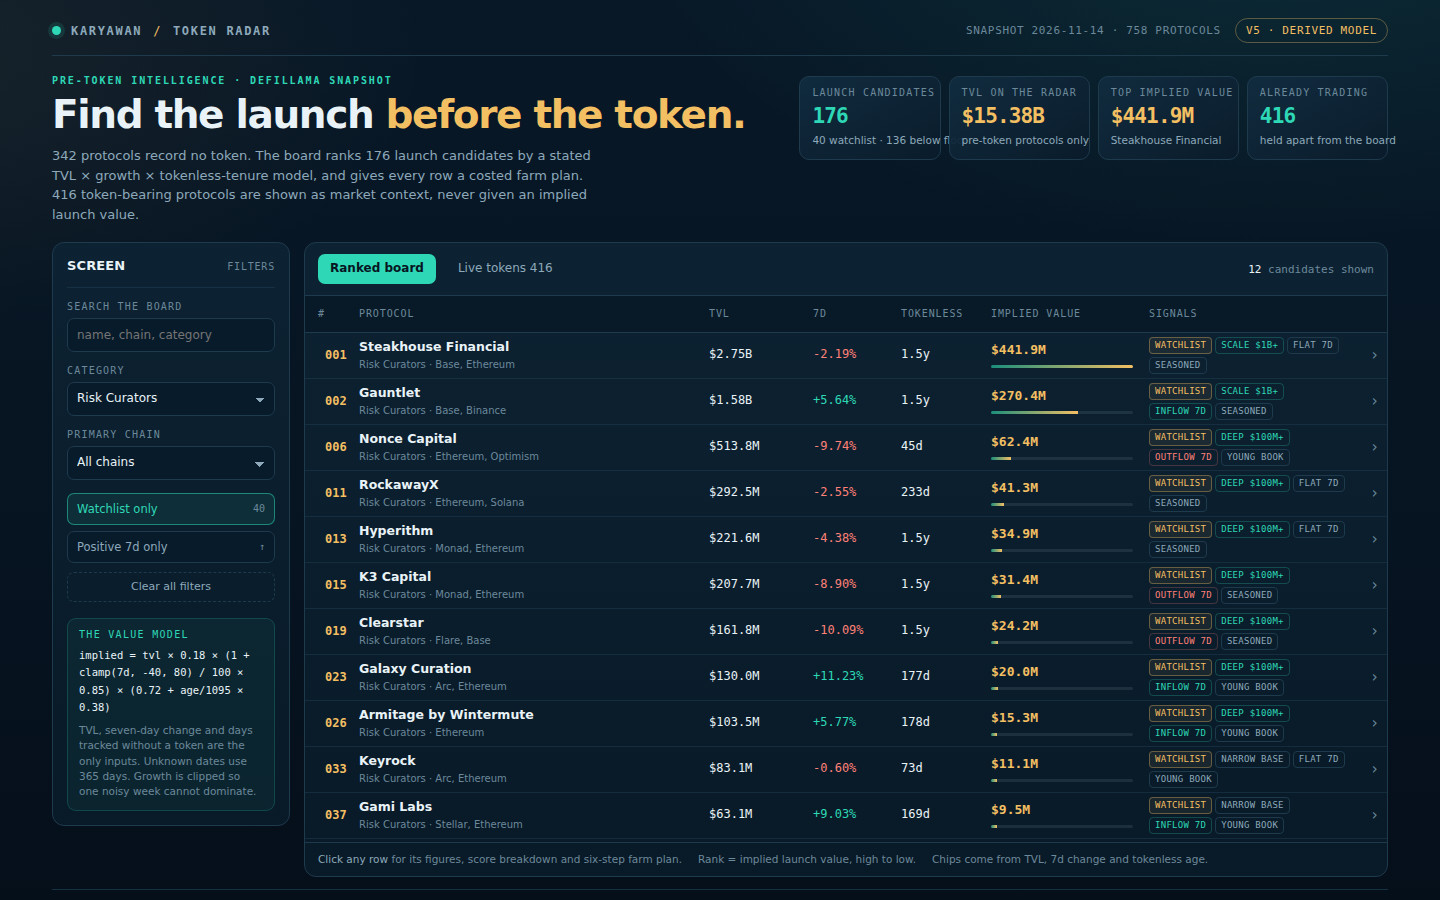 KARYAWAN / TOKEN RADAR
SNAPSHOT 2026-11-14 · 758 PROTOCOLS
V5 · DERIVED MODEL
PRE-TOKEN INTELLIGENCE · DEFILLAMA SNAPSHOT
Find the launch before the token.
342 protocols record no token. The board ranks 176 launch candidates by a stated
TVL × growth × tokenless-tenure model, and gives every row a costed farm plan.
416 token-bearing protocols are shown as market context, never given an implied
launch value.
LAUNCH CANDIDATES
176
40 watchlist · 136 below fl
TVL ON THE RADAR
$15.38B
pre-token protocols only
TOP IMPLIED VALUE
$441.9M
Steakhouse Financial
ALREADY TRADING
416
held apart from the board
SCREEN
FILTERS
SEARCH THE BOARD
name, chain, category
CATEGORY
Risk Curators
PRIMARY CHAIN
All chains
Watchlist only 40
Positive 7d only ↑
Clear all filters
THE VALUE MODEL
implied = tvl × 0.18 × (1 +
clamp(7d, -40, 80) / 100 ×
0.85) × (0.72 + age/1095 ×
0.38)
TVL, seven-day change and days
tracked without a token are the
only inputs. Unknown dates use
365 days. Growth is clipped so
one noisy week cannot dominate.
Ranked board
Live tokens 416
12 candidates shown
# PROTOCOL TVL 7D TOKENLESS IMPLIED VALUE SIGNALS
001 Steakhouse Financial $2.75B -2.19% 1.5y $441.9M WATCHLIST SCALE $1B+ FLAT 7D ›
Risk Curators · Base, Ethereum SEASONED
002 Gauntlet $1.58B +5.64% 1.5y $270.4M WATCHLIST SCALE $1B+ ›
Risk Curators · Base, Binance INFLOW 7D SEASONED
006 Nonce Capital $513.8M -9.74% 45d $62.4M WATCHLIST DEEP $100M+ ›
Risk Curators · Ethereum, Optimism OUTFLOW 7D YOUNG BOOK
011 RockawayX $292.5M -2.55% 233d $41.3M WATCHLIST DEEP $100M+ FLAT 7D ›
Risk Curators · Ethereum, Solana SEASONED
013 Hyperithm $221.6M -4.38% 1.5y $34.9M WATCHLIST DEEP $100M+ FLAT 7D ›
Risk Curators · Monad, Ethereum SEASONED
015 K3 Capital $207.7M -8.90% 1.5y $31.4M WATCHLIST DEEP $100M+ ›
Risk Curators · Monad, Ethereum OUTFLOW 7D SEASONED
019 Clearstar $161.8M -10.09% 1.5y $24.2M WATCHLIST DEEP $100M+ ›
Risk Curators · Flare, Base OUTFLOW 7D SEASONED
023 Galaxy Curation $130.0M +11.23% 177d $20.0M WATCHLIST DEEP $100M+ ›
Risk Curators · Arc, Ethereum INFLOW 7D YOUNG BOOK
026 Armitage by Wintermute $103.5M +5.77% 178d $15.3M WATCHLIST DEEP $100M+ ›
Risk Curators · Ethereum INFLOW 7D YOUNG BOOK
033 Keyrock $83.1M -0.60% 73d $11.1M WATCHLIST NARROW BASE FLAT 7D ›
Risk Curators · Arc, Ethereum YOUNG BOOK
037 Gami Labs $63.1M +9.03% 169d $9.5M WATCHLIST NARROW BASE ›
Risk Curators · Stellar, Ethereum INFLOW 7D YOUNG BOOK
Click any row for its figures, score breakdown and six-step farm plan. Rank = implied launch value, high to low. Chips come from TVL, 7d change and tokenless age.